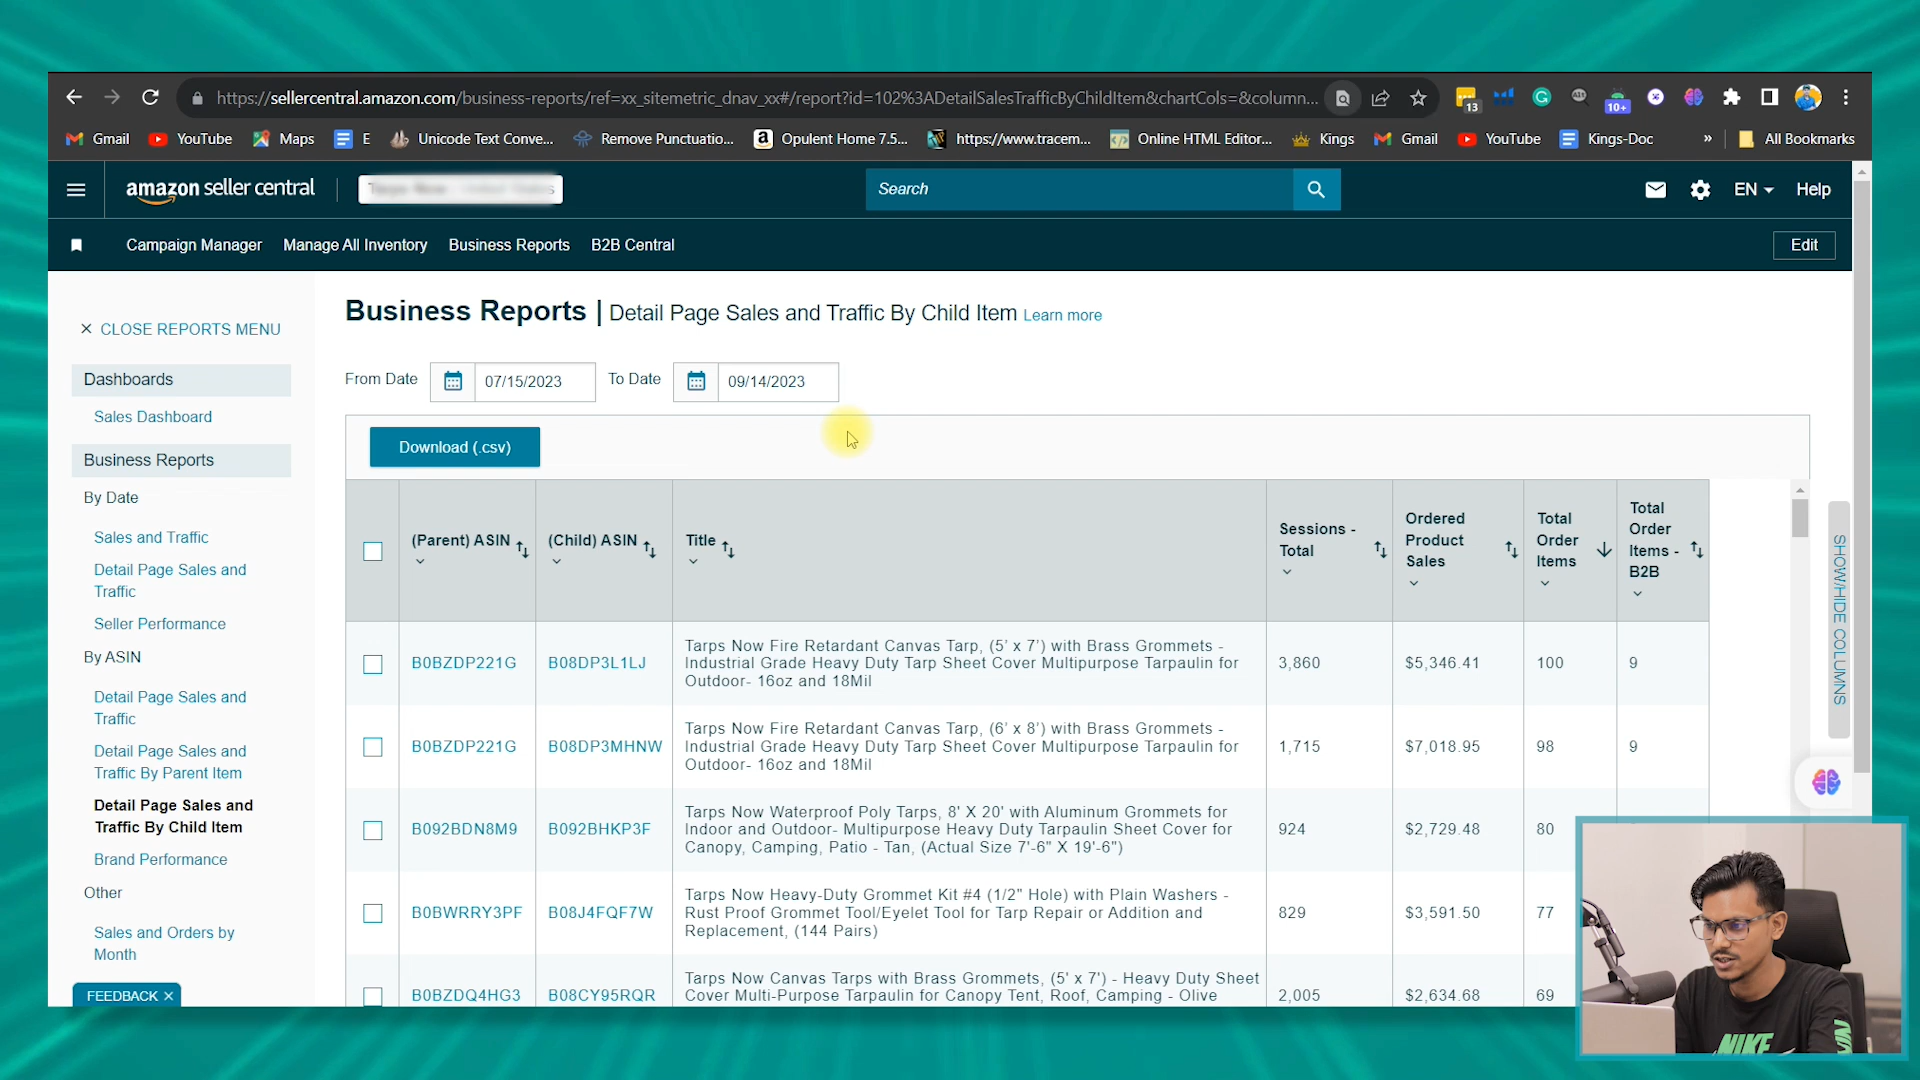 https://sellercentral.amazon.com/business-reports/ref=xx_sitemetric_dnav_xx#/report?id=102%3ADetailSalesTrafficByChildItem&chartCols=&column...
13
10+
Gmail
YouTube
Maps
E
Unicode Text Conve...
Remove Punctuatio...
Opulent Home 7.5...
https://www.tracem...
Online HTML Editor...
Kings
Gmail
YouTube
Kings-Doc
»
All Bookmarks
amazon seller central
Search
EN
Help
Campaign Manager
Manage All Inventory
Business Reports
B2B Central
Edit
× CLOSE REPORTS MENU
Dashboards
Sales Dashboard
Business Reports
By Date
Sales and Traffic
Detail Page Sales and
Traffic
Seller Performance
By ASIN
Detail Page Sales and
Traffic
Detail Page Sales and
Traffic By Parent Item
Detail Page Sales and
Traffic By Child Item
Brand Performance
Other
Sales and Orders by
Month
FEEDBACK ×
Business Reports | Detail Page Sales and Traffic By Child Item Learn more
From Date 07/15/2023 To Date 09/14/2023
Download (.csv)
(Parent) ASIN
(Child) ASIN
Title
Sessions -
Total
Ordered
Product
Sales
Total
Order
Items
Total
Order
Items -
B2B
B0BZDP221G
B08DP3L1LJ
Tarps Now Fire Retardant Canvas Tarp, (5’ x 7’) with Brass Grommets -
Industrial Grade Heavy Duty Tarp Sheet Cover Multipurpose Tarpaulin for
Outdoor- 16oz and 18Mil
3,860
$5,346.41
100
9
B0BZDP221G
B08DP3MHNW
Tarps Now Fire Retardant Canvas Tarp, (6’ x 8’) with Brass Grommets -
Industrial Grade Heavy Duty Tarp Sheet Cover Multipurpose Tarpaulin for
Outdoor- 16oz and 18Mil
1,715
$7,018.95
98
9
B092BDN8M9
B092BHKP3F
Tarps Now Waterproof Poly Tarps, 8' X 20' with Aluminum Grommets for
Indoor and Outdoor- Multipurpose Heavy Duty Tarpaulin Sheet Cover for
Canopy, Camping, Patio - Tan, (Actual Size 7'-6" X 19'-6")
924
$2,729.48
80
B0BWRRY3PF
B08J4FQF7W
Tarps Now Heavy-Duty Grommet Kit #4 (1/2" Hole) with Plain Washers -
Rust Proof Grommet Tool/Eyelet Tool for Tarp Repair or Addition and
Replacement, (144 Pairs)
829
$3,591.50
77
B0BZDQ4HG3
B08CY95RQR
Tarps Now Canvas Tarps with Brass Grommets, (5' x 7') - Heavy Duty Sheet
Cover Multi-Purpose Tarpaulin for Canopy Tent, Roof, Camping - Olive
2,005
$2,634.68
69
SHOW/HIDE COLUMNS
NIKE